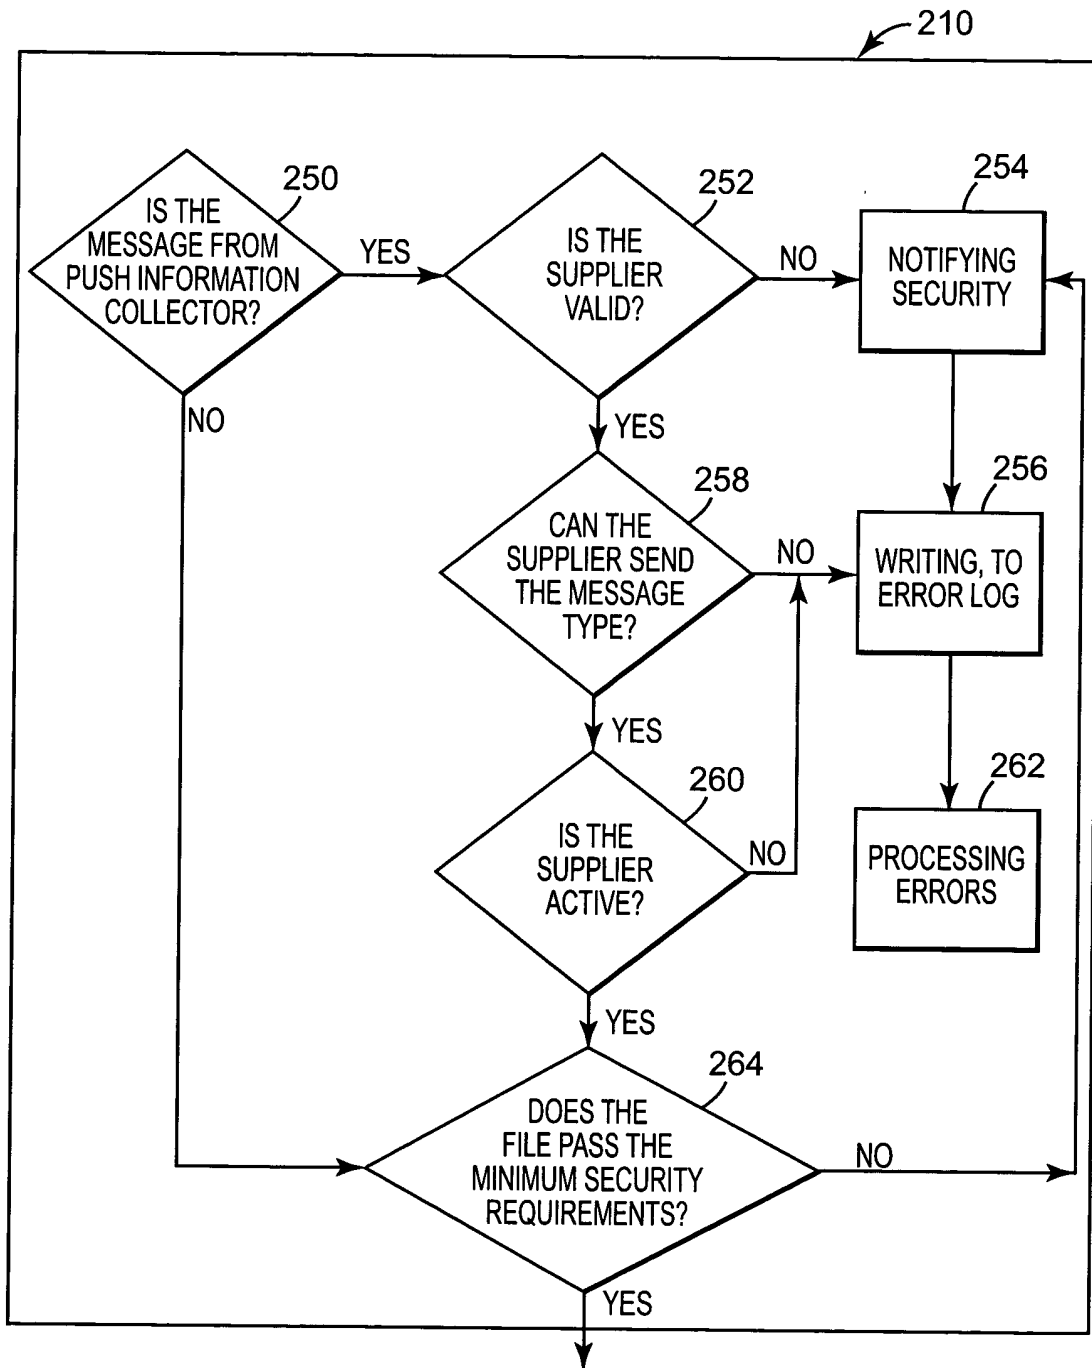 210
250
IS THE
MESSAGE FROM
PUSH INFORMATION
COLLECTOR?
YES
NO
252
IS THE
SUPPLIER
VALID?
NO
YES
254
NOTIFYING
SECURITY
258
CAN THE
SUPPLIER SEND
THE MESSAGE
TYPE?
NO
YES
256
WRITING, TO
ERROR LOG
260
IS THE
SUPPLIER
ACTIVE?
NO
YES
262
PROCESSING
ERRORS
264
DOES THE
FILE PASS THE
MINIMUM SECURITY
REQUIREMENTS?
NO
YES